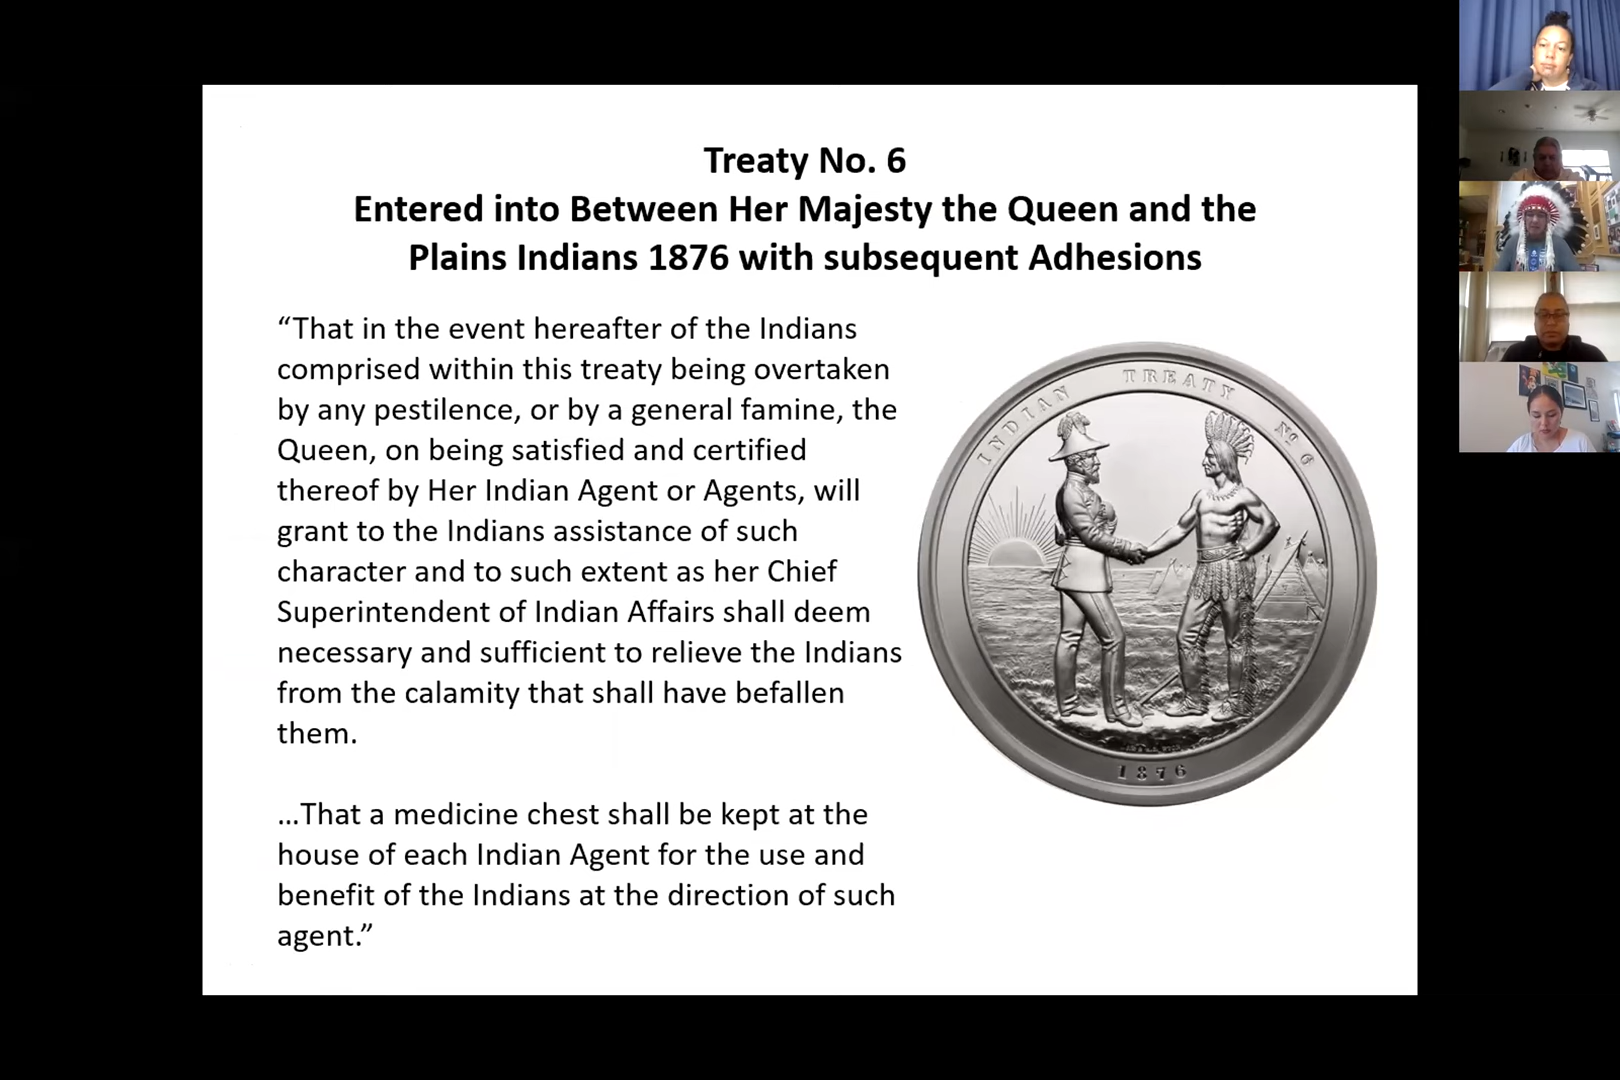 Treaty No. 6
Entered into Between Her Majesty the Queen and the
Plains Indians 1876 with subsequent Adhesions
“That in the event hereafter of the Indians
comprised within this treaty being overtaken
by any pestilence, or by a general famine, the
Queen, on being satisfied and certified
thereof by Her Indian Agent or Agents, will
grant to the Indians assistance of such
character and to such extent as her Chief
Superintendent of Indian Affairs shall deem
necessary and sufficient to relieve the Indians
from the calamity that shall have befallen
them.
…That a medicine chest shall be kept at the
house of each Indian Agent for the use and
benefit of the Indians at the direction of such
agent.”
INDIAN TREATY No 6
1876